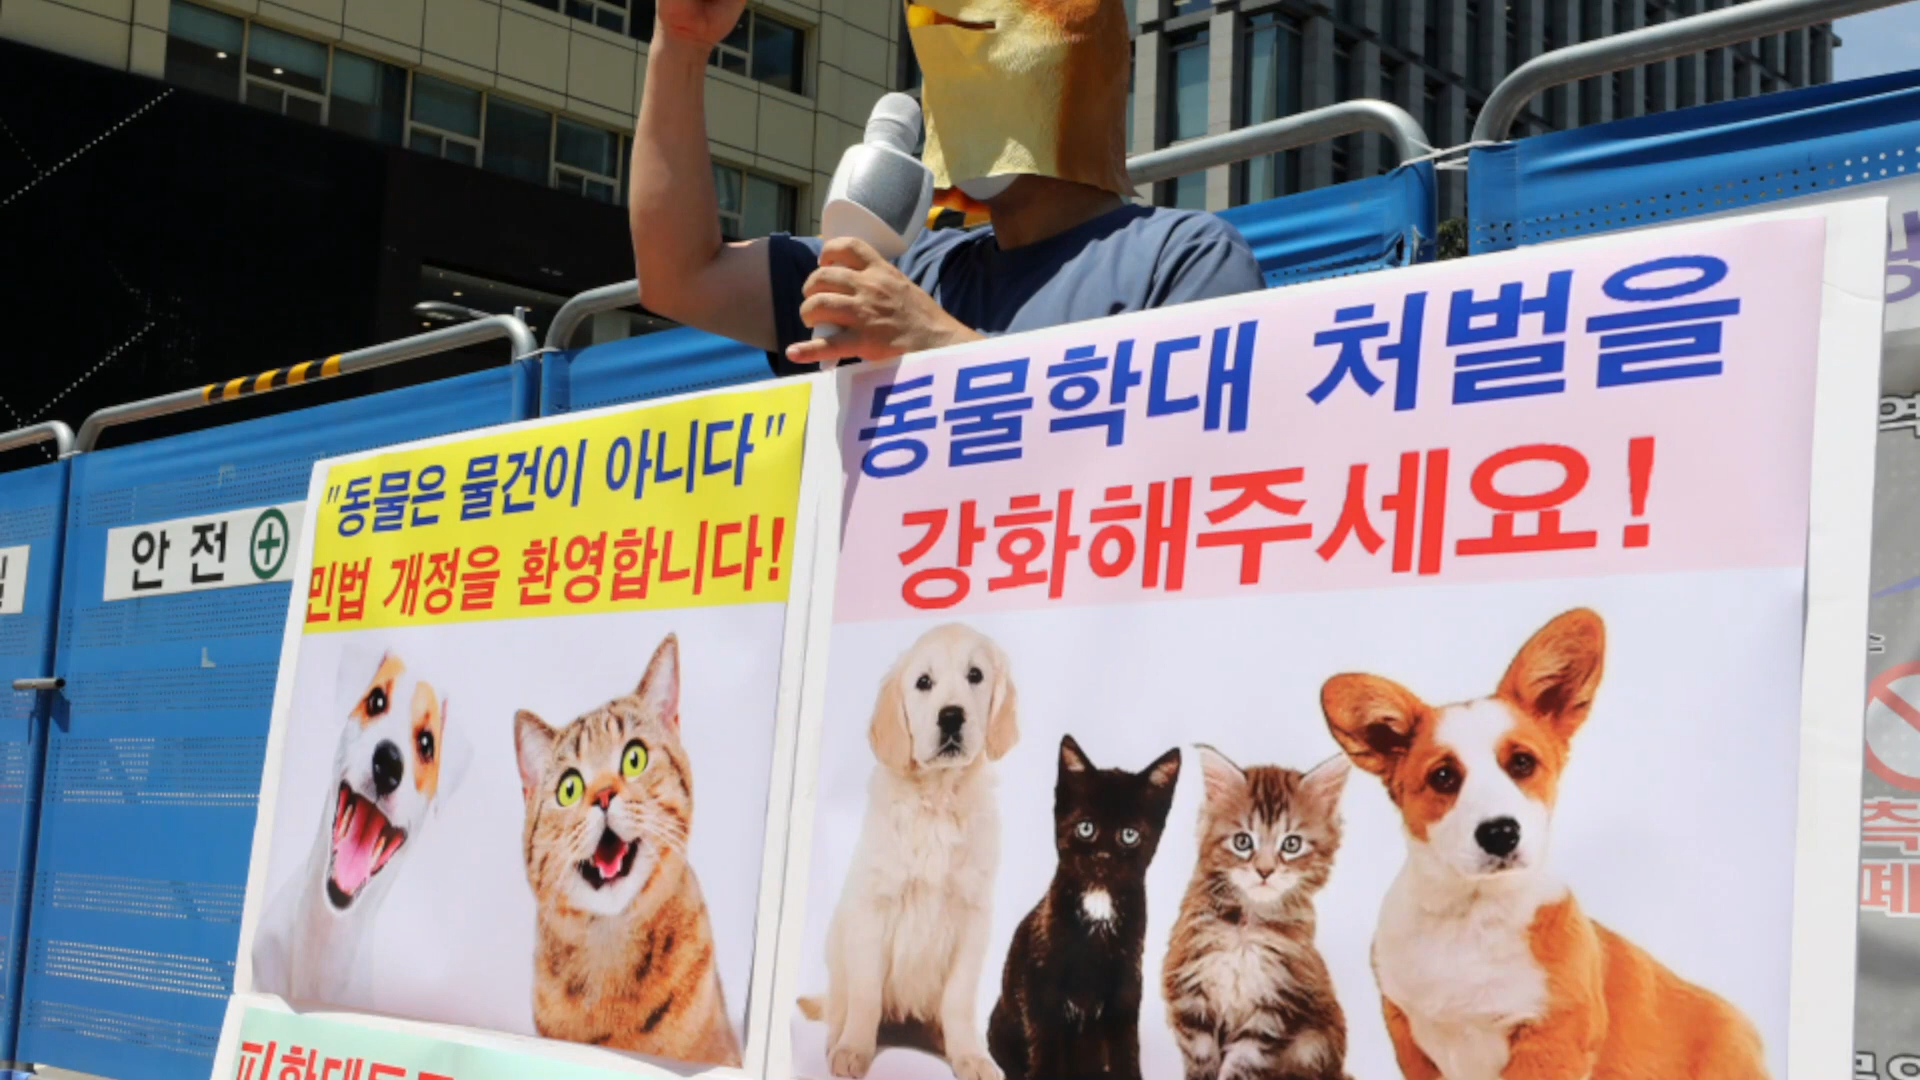 "동물은 물건이 아니다"
민법 개정을 환영합니다!
동물학대 처벌을
강화해주세요!
안전